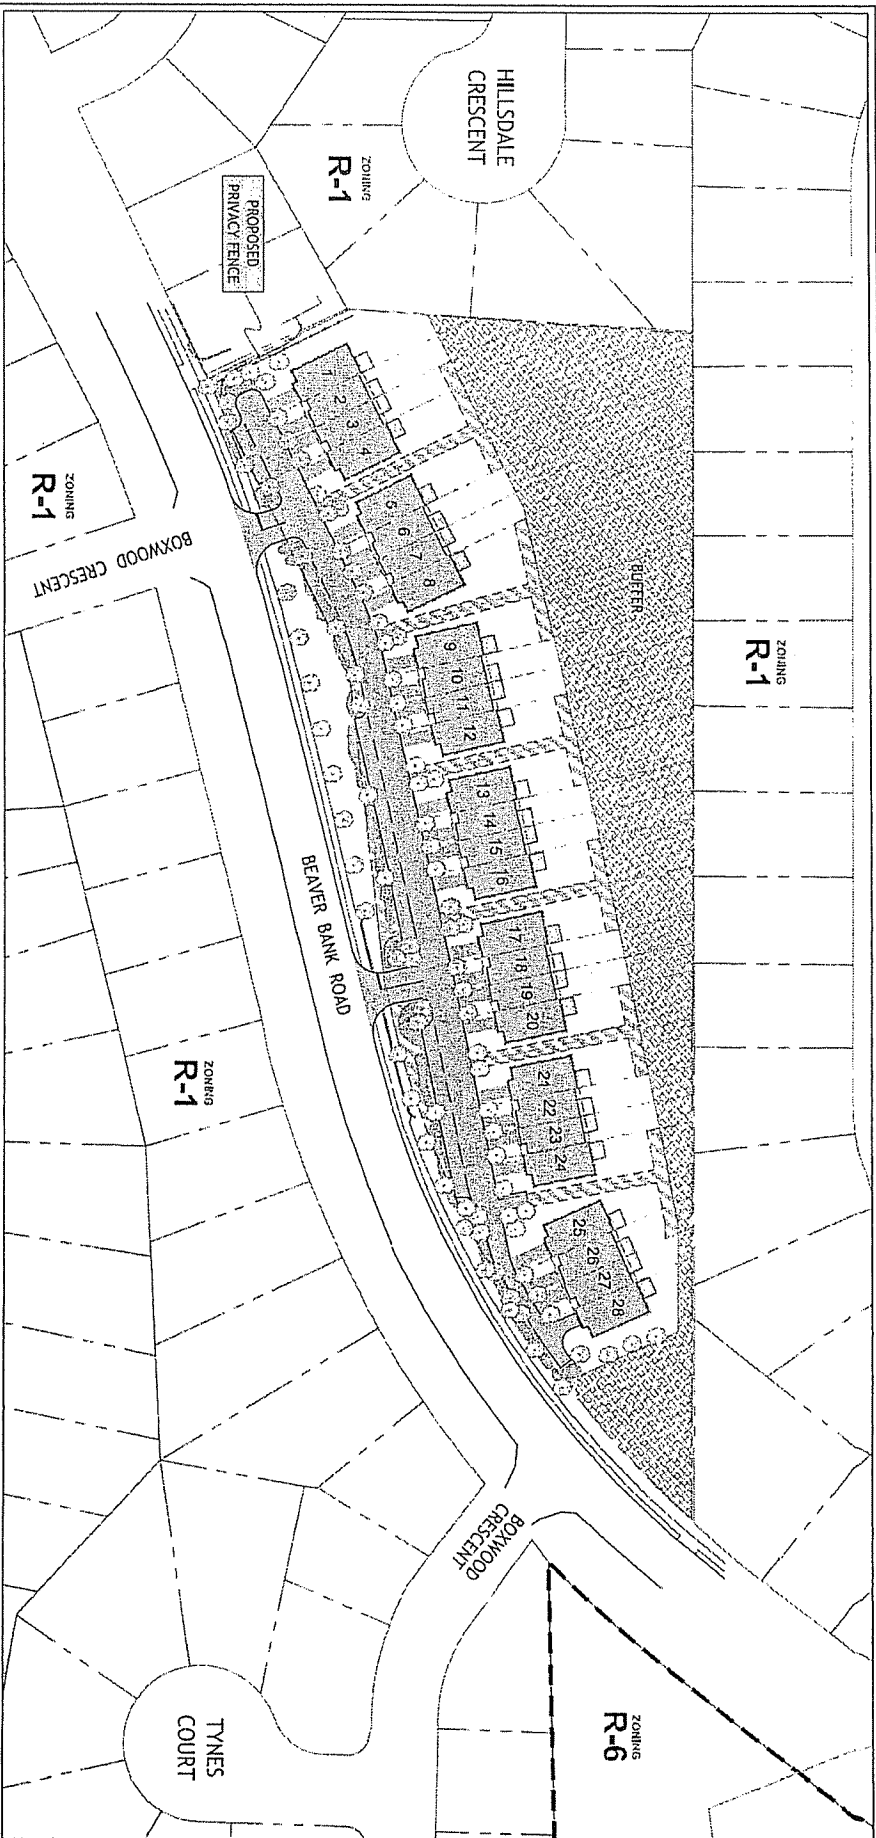 HILLSDALE
CRESCENT
ZONING
R-1
PROPOSED
PRIVACY FENCE
ZONING
R-1
BOXWOOD CRESCENT
1
2
3
4
5
6
7
8
9
10
11
12
13
14
15
16
17
18
19
20
21
22
23
24
25
26
27
28
BUFFER
ZONING
R-1
BEAVER BANK ROAD
ZONING
R-1
BOXWOOD
CRESCENT
TYNES
COURT
ZONING
R-6